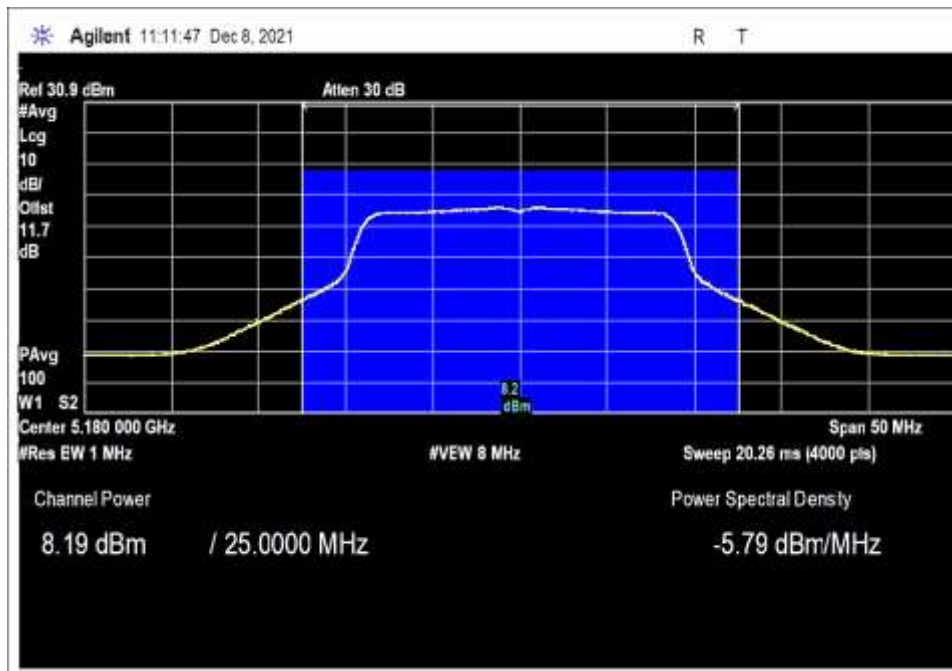 Agilent 11:11:47 Dec 8, 2021 R T
Ref 30.9 dBm Atten 30 dB
#Avg
Log
10
dB/
Offst
11.7
dB
PAvg
100
W1 S2
8.2
dBm
Center 5.180 000 GHz Span 50 MHz
#Res BW 1 MHz #VBW 8 MHz Sweep 20.26 ms (4000 pts)
Channel Power Power Spectral Density
8.19 dBm / 25.0000 MHz -5.79 dBm/MHz